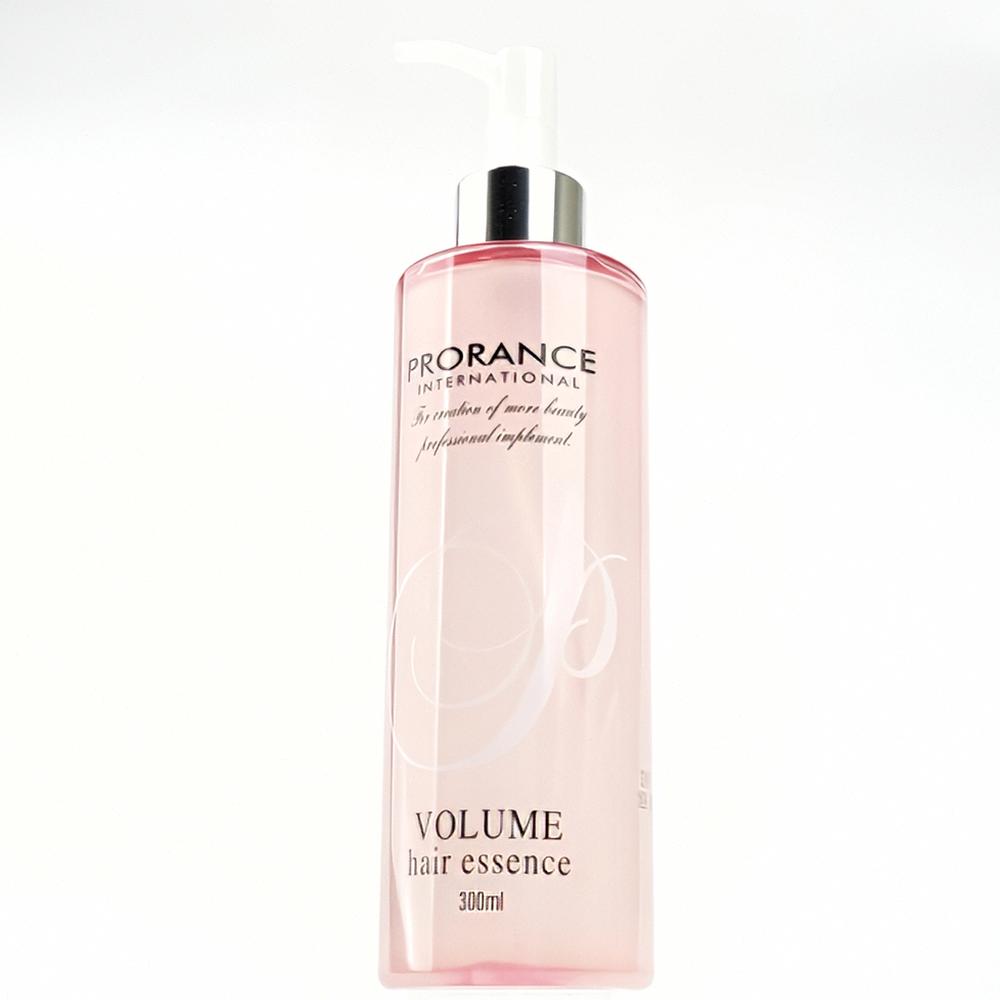 PRORANCE
INTERNATIONAL
For creation of more beauty
professional implement.
VOLUME
hair essence
300ml